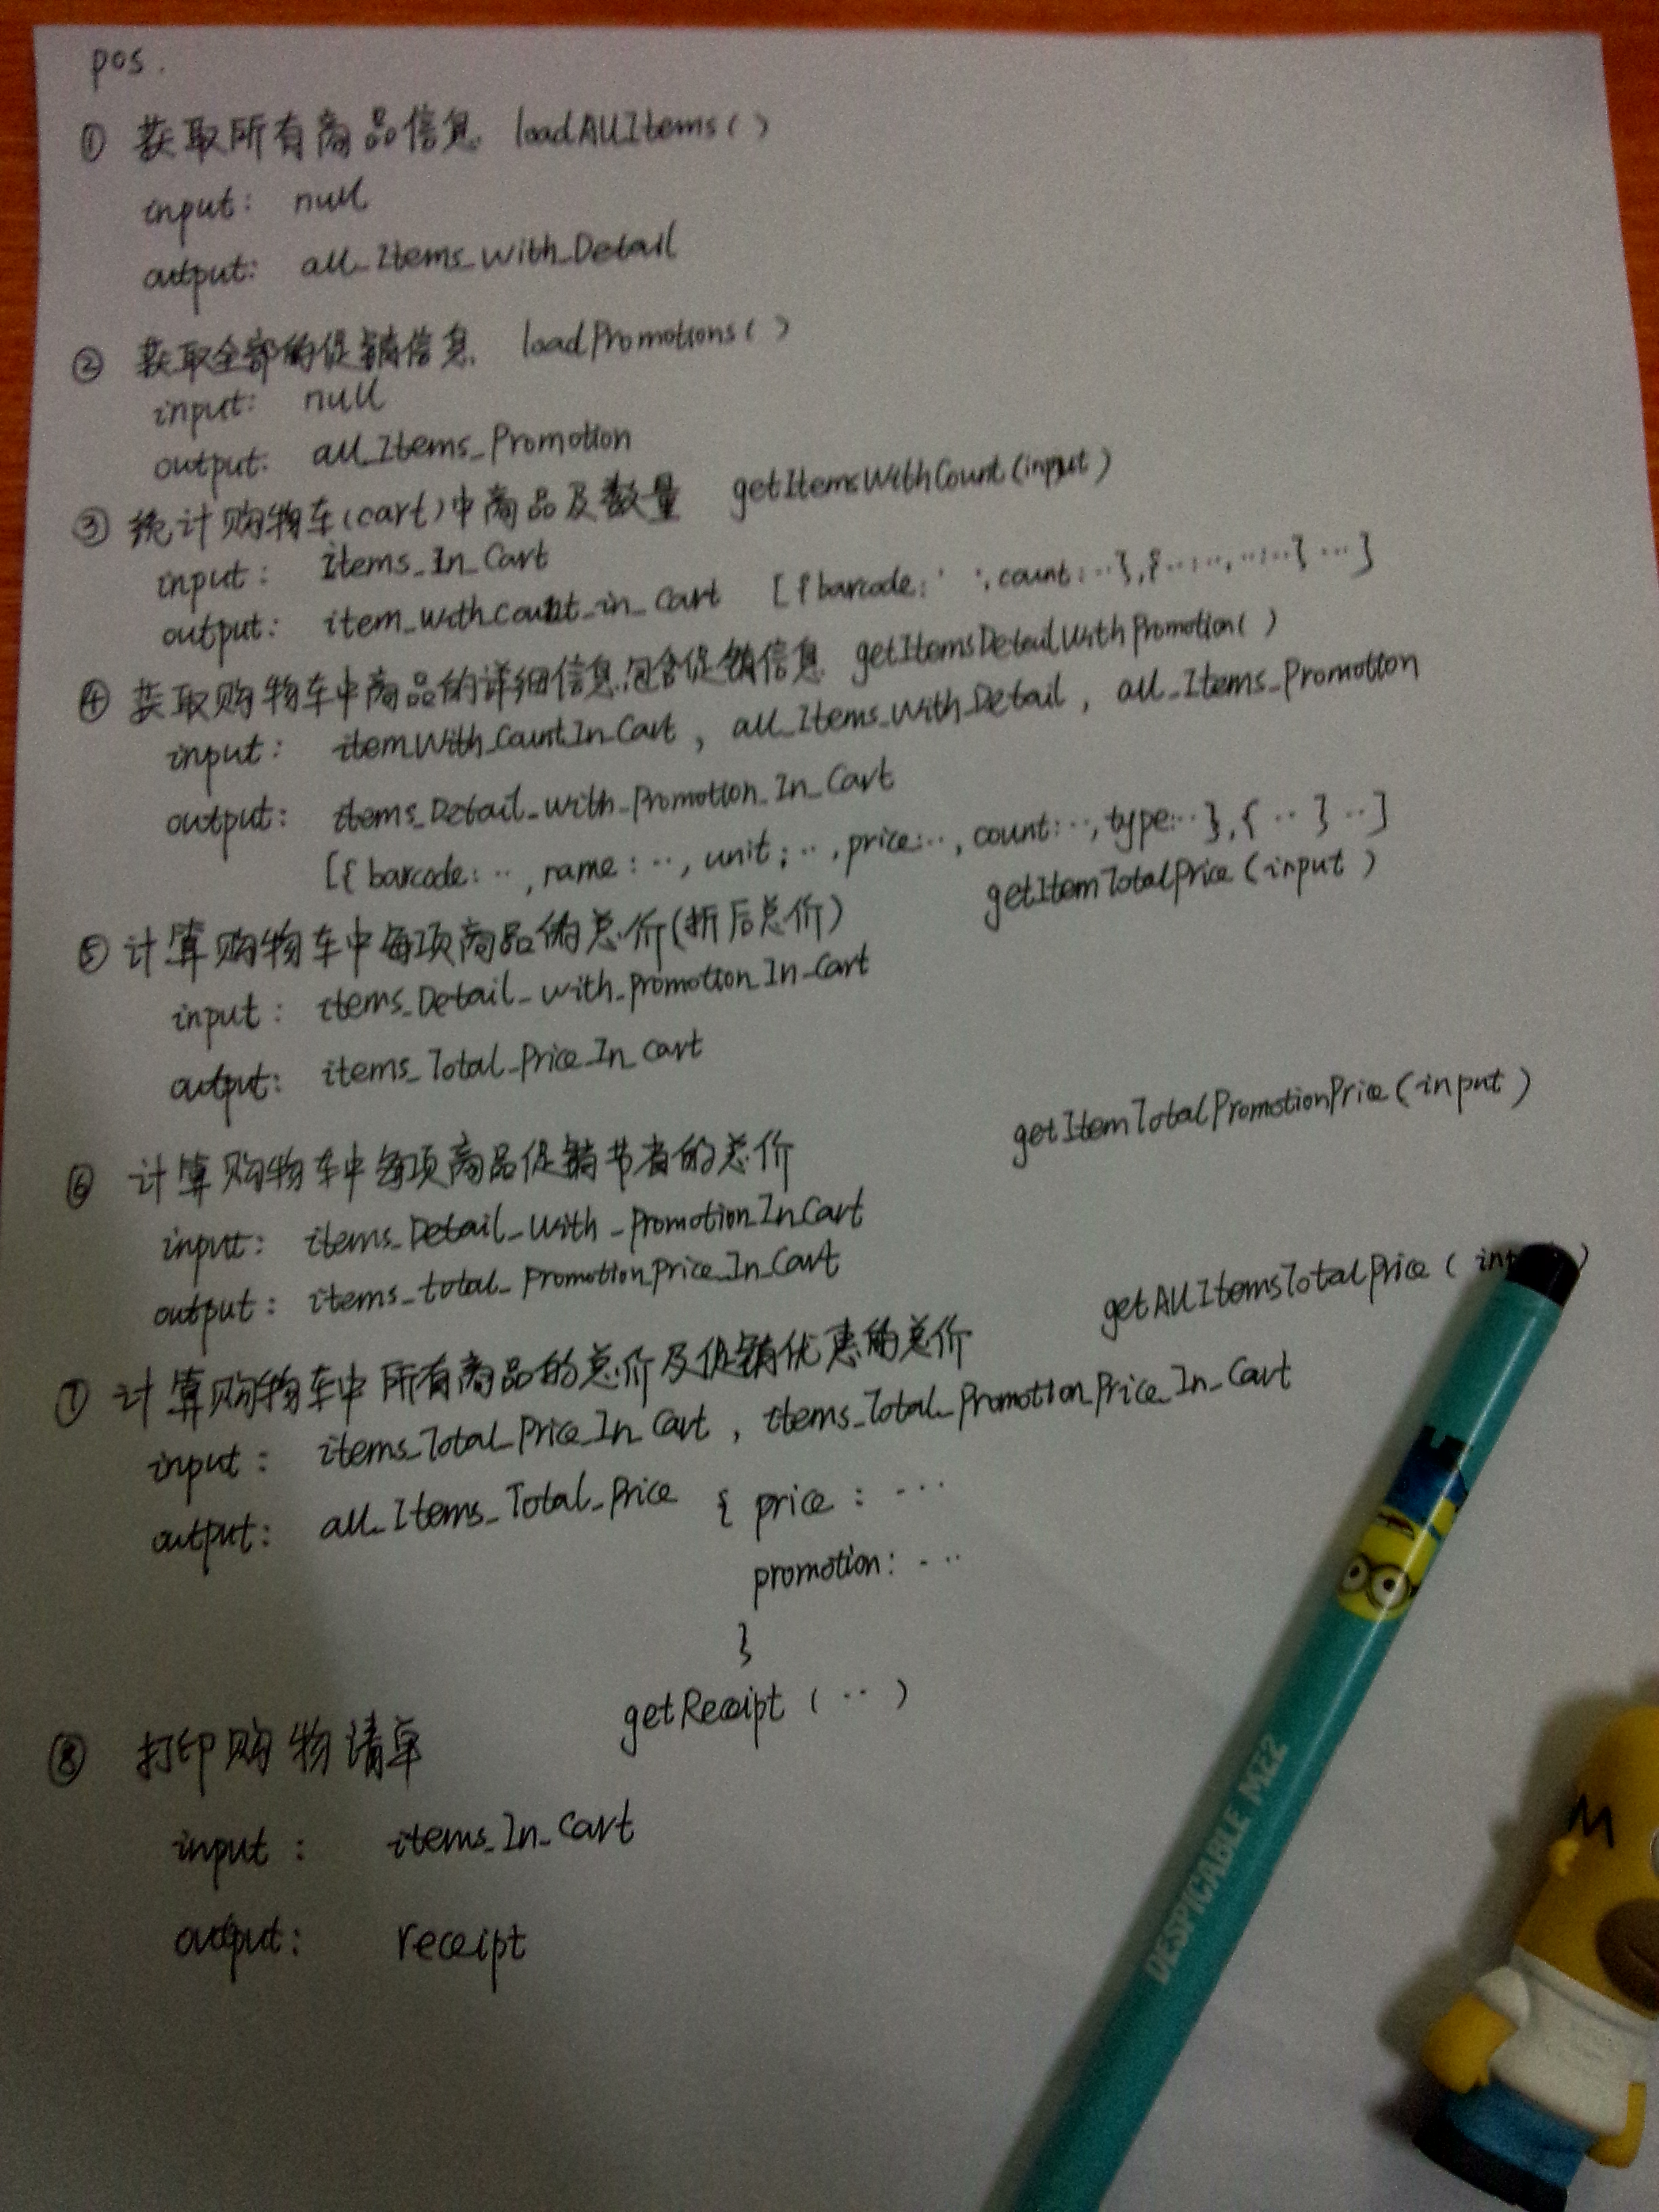 pos.
① 获取所有商品信息 loadAllItems()
input: null
output: all_Items_with_Detail
② 获取全部的促销信息 loadPromotions()
input: null
output: all_Items_Promotion
③ 统计购物车(cart)中商品及数量 getItemsWithCount(input)
input: Items_In_Cart
output: item_with_count_in_Cart [{barcode:' ',count:··},{··:··,··:··}···]
④ 获取购物车中商品的详细信息,包含促销信息 getItemsDetailWithPromotion()
input: itemWith_Count_In_Cart, all_Items_With_Detail, all_Items_Promotion
output: items_Detail_with_Promotion_In_Cart
[{barcode:··,name:··,unit:··,price:··,count:··,type:··},{··}··]
⑤ 计算购物车中每项商品的总价(折后总价) getItemTotalPrice(input)
input: items_Detail_with_promotion_In_Cart
output: items_Total_Price_In_Cart
⑥ 计算购物车中每项商品促销节省的总价 getItemTotalPromotionPrice(input)
input: items_Detail_With_PromotionInCart
output: items_total_PromotionPrice_In_Cart
⑦ 计算购物车中所有商品的总价及促销优惠的总价 getAllItemsTotalPrice(in
input: items_Total_Price_In_Cart, items_Total_Promotion_Price_In_Cart
output: all_Items_Total_Price { price: ···
promotion: ···
}
⑧ 打印购物清单 getReceipt(··)
input: items_In_Cart
output: receipt
DESPICABLE ME2